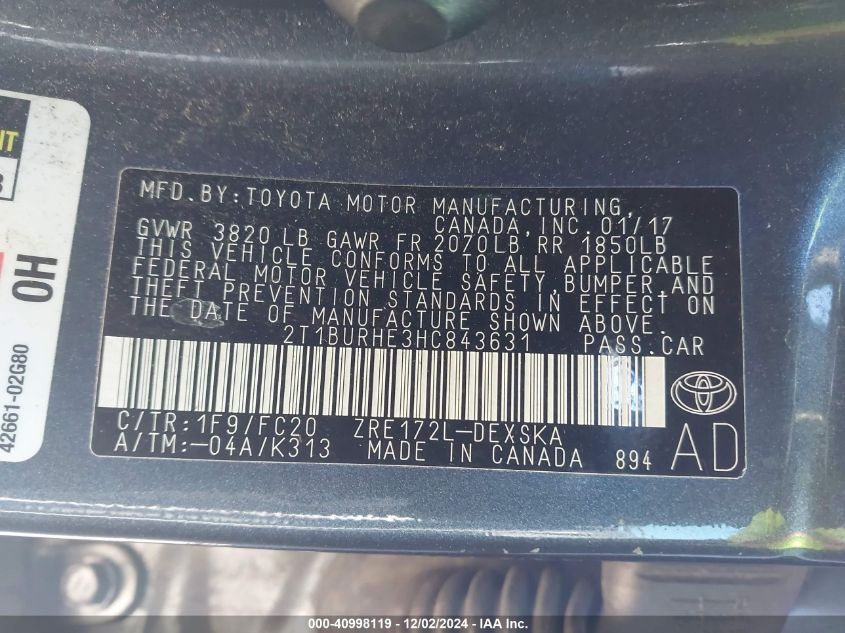 MFD. BY: TOYOTA MOTOR MANUFACTURING,
CANADA, INC. 01/17
GVWR 3820 LB GAWR FR 2070LB RR 1850LB
THIS VEHICLE CONFORMS TO ALL APPLICABLE
FEDERAL MOTOR VEHICLE SAFETY, BUMPER, AND
THEFT PREVENTION STANDARDS IN EFFECT ON
THE DATE OF MANUFACTURE SHOWN ABOVE.
2T1BURHE3HC843631 PASS. CAR
C/TR: 1F9/FC20 ZRE172L-DEXSKA
A/TM: -04A/K313 MADE IN CANADA 894 AD
OH
42661-02G80
000-40998119 - 12/02/2024 - IAA Inc.